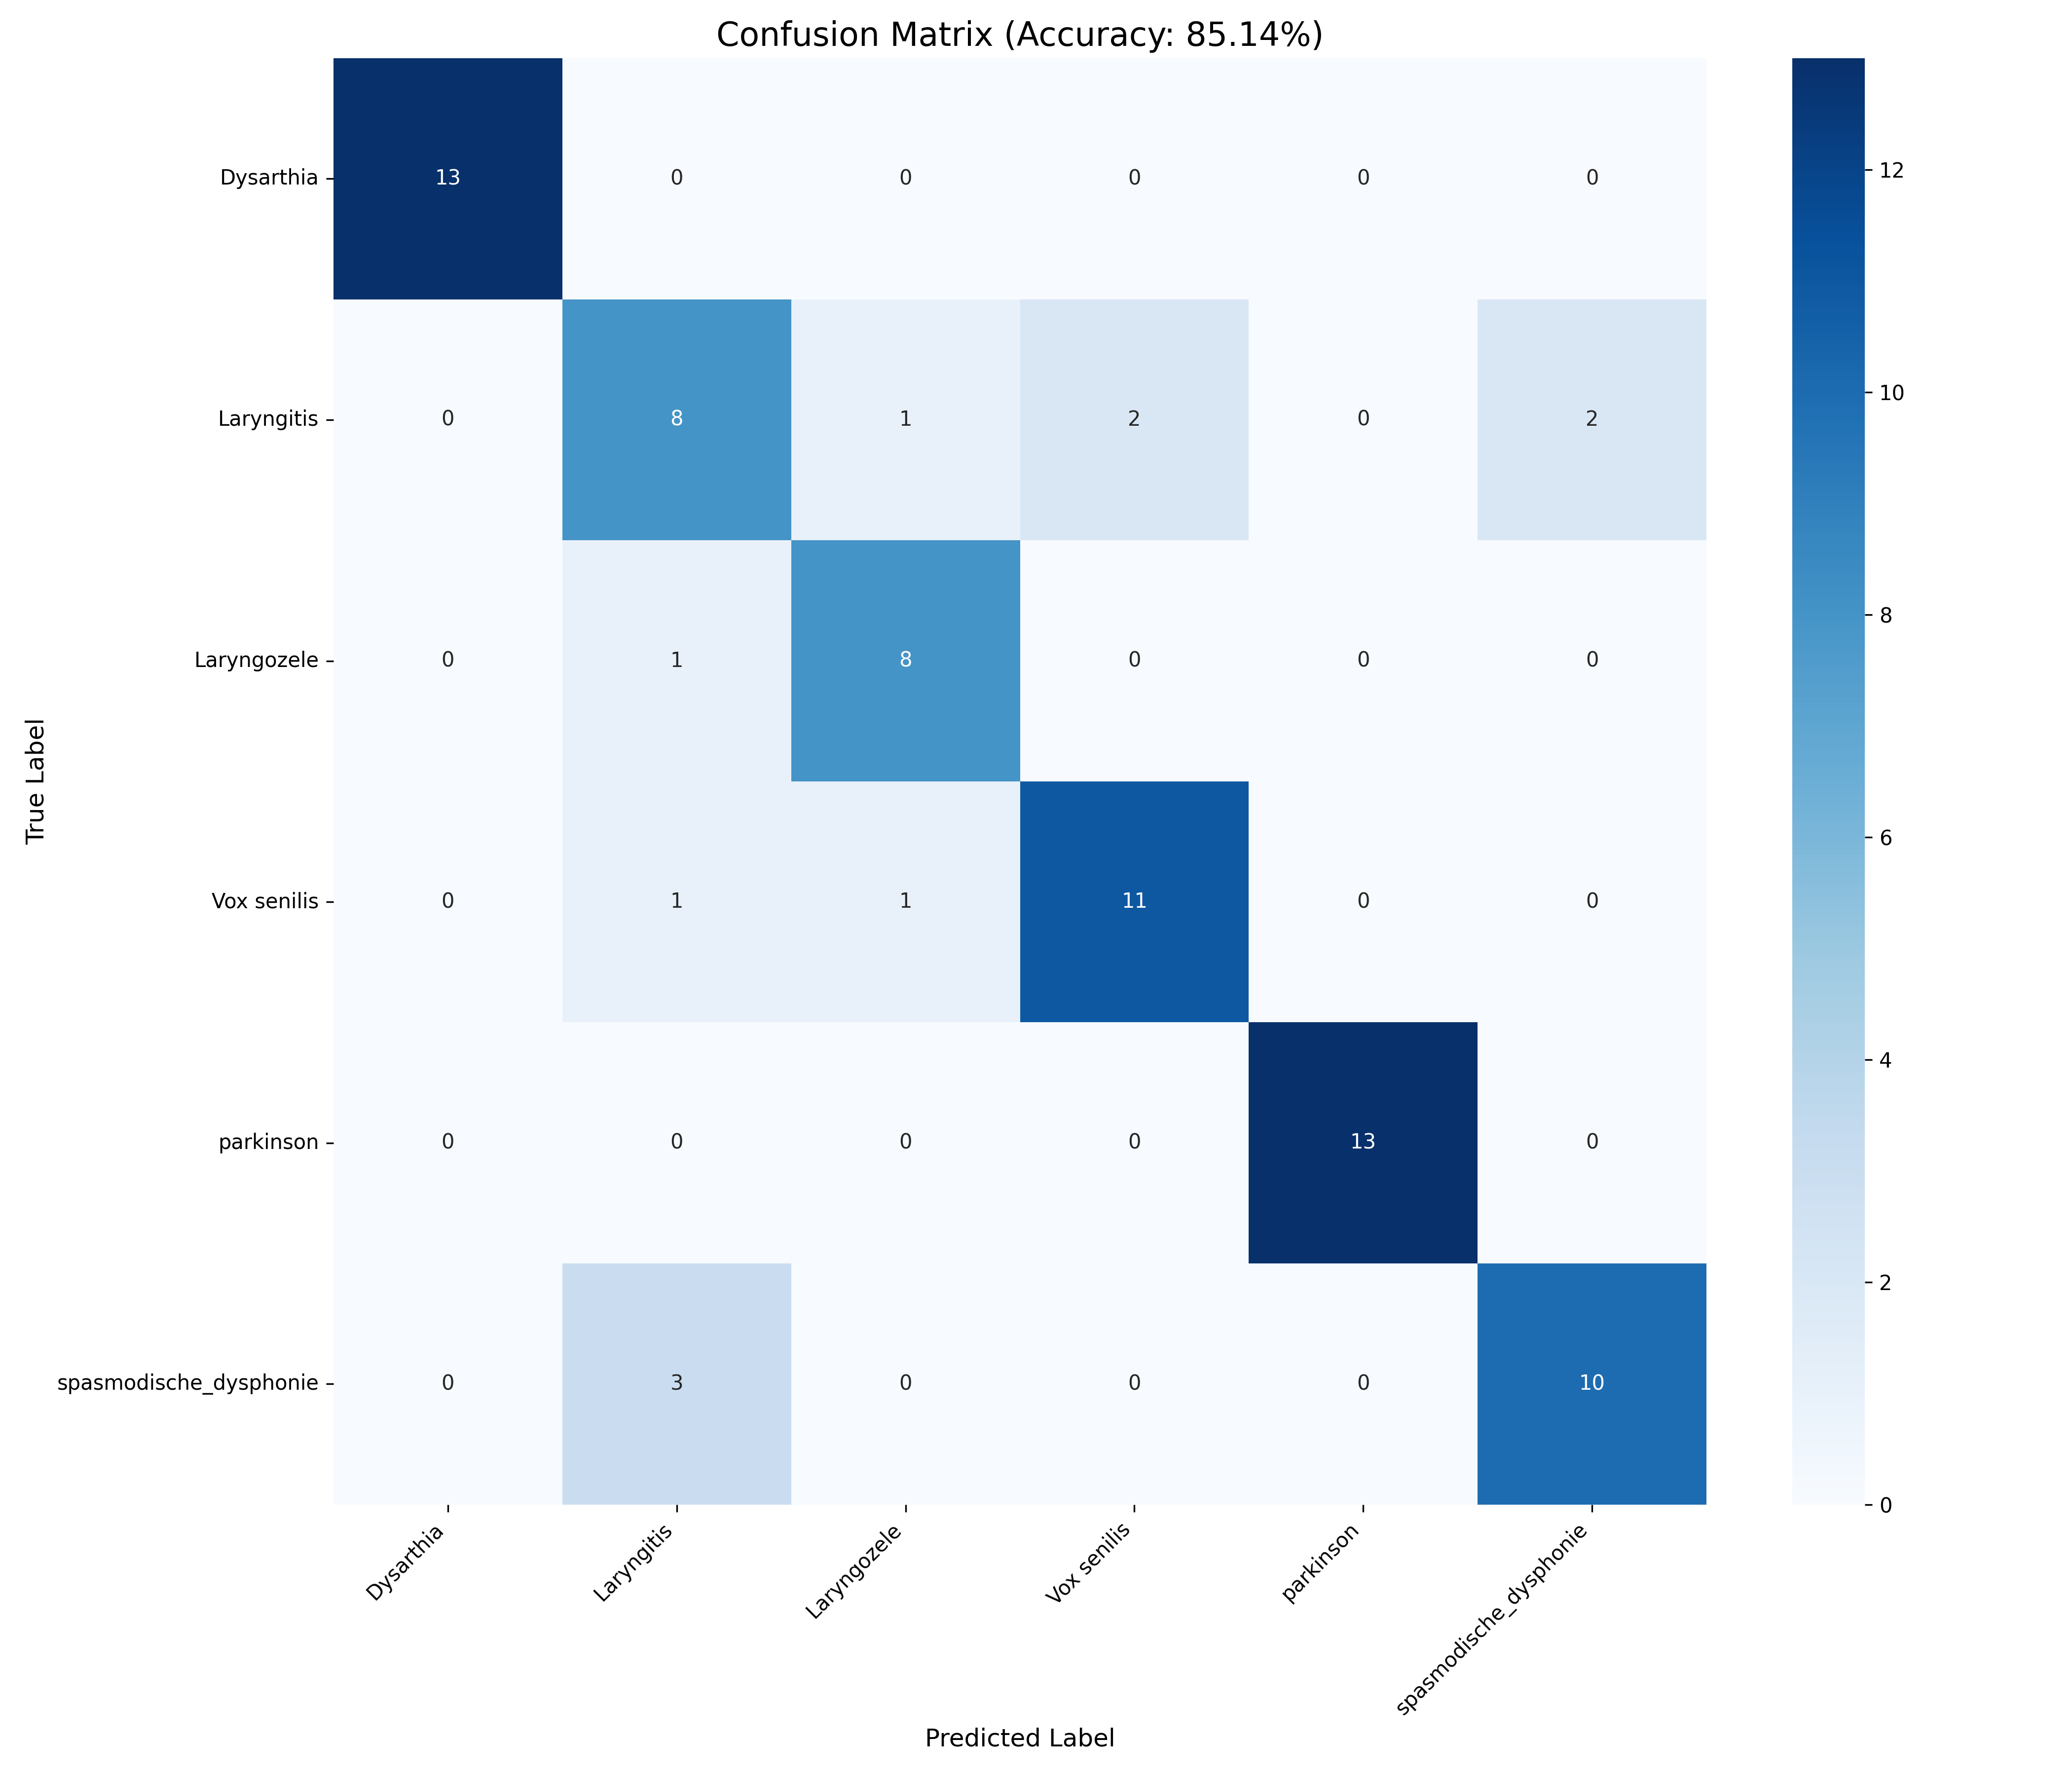 Confusion Matrix (Accuracy: 85.14%)
True Label
Dysarthia 13 0 0 0 0 0
Laryngitis 0 8 1 2 0 2
Laryngozele 0 1 8 0 0 0
Vox senilis 0 1 1 11 0 0
parkinson 0 0 0 0 13 0
spasmodische_dysphonie 0 3 0 0 0 10
Dysarthia Laryngitis Laryngozele Vox senilis parkinson spasmodische_dysphonie
Predicted Label
12
10
8
6
4
2
0